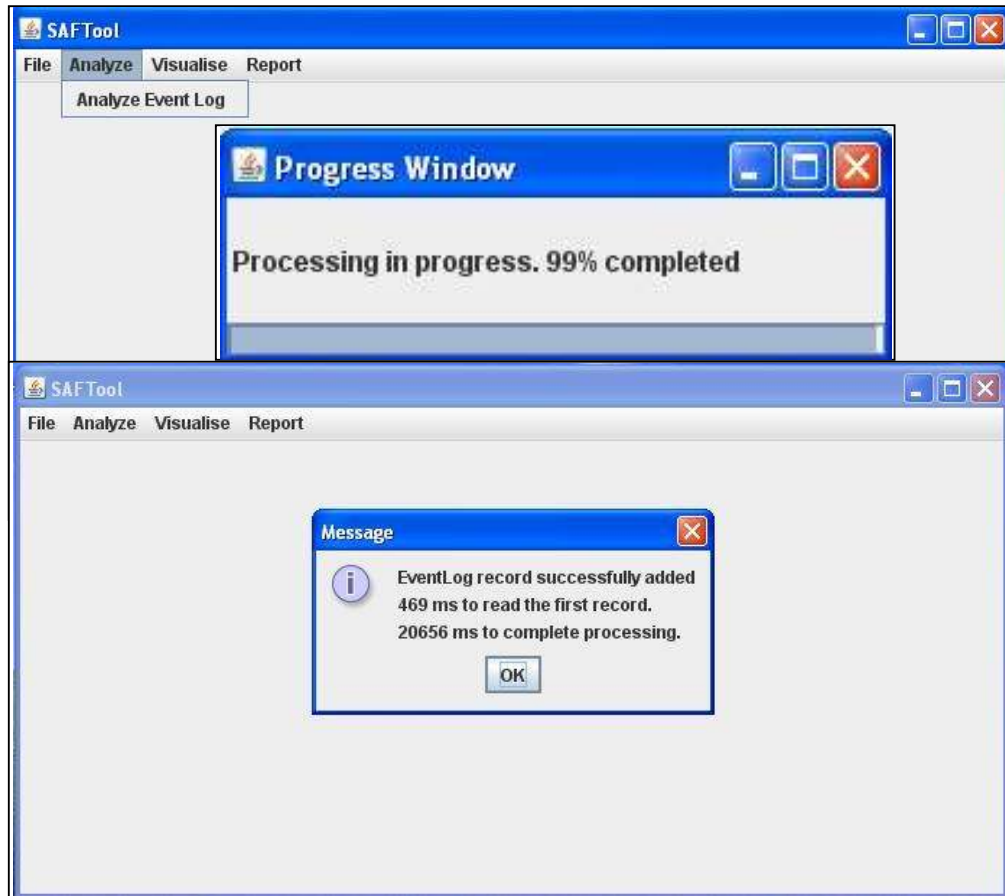 SAFTool
File Analyze Visualise Report
Analyze Event Log
Progress Window
Processing in progress. 99% completed
SAFTool
File Analyze Visualise Report
Message
EventLog record successfully added
469 ms to read the first record.
20656 ms to complete processing.
OK